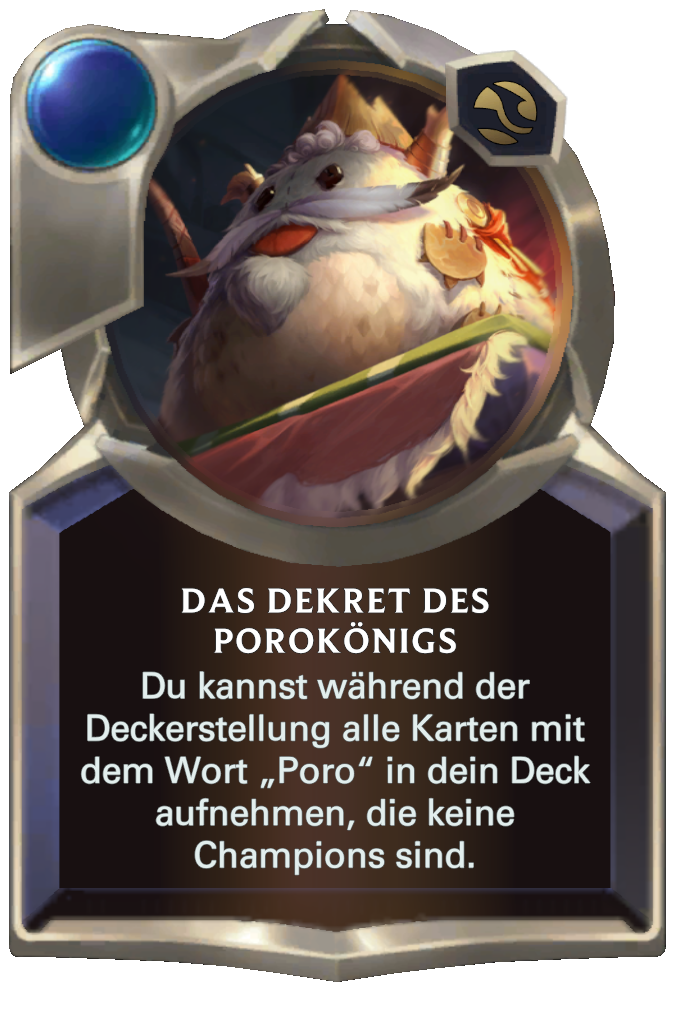 DAS DEKRET DES
POROKÖNIGS
Du kannst während der
Deckerstellung alle Karten mit
dem Wort „Poro“ in dein Deck
aufnehmen, die keine
Champions sind.